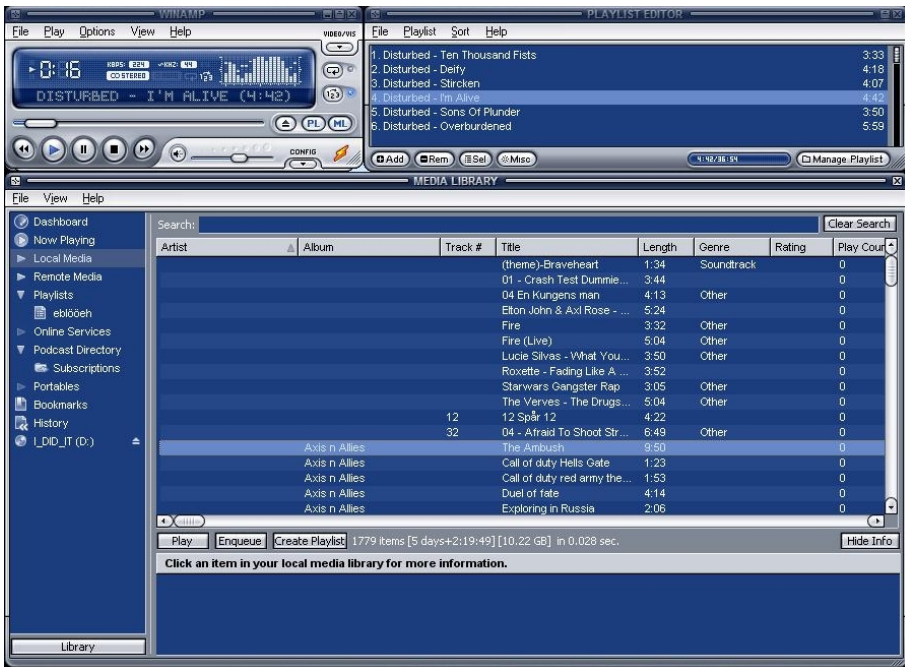 WINAMP
File Play Options View Help VIDEO/VIS
0:16 KBPS: 224 KHZ: 44
STEREO 123
DISTURBED - I'M ALIVE (4:42)
PL ML
CONFIG
PLAYLIST EDITOR
File Playlist Sort Help
1. Disturbed - Ten Thousand Fists 3:33
2. Disturbed - Deify 4:18
3. Disturbed - Stircken 4:07
4. Disturbed - I'm Alive 4:42
5. Disturbed - Sons Of Plunder 3:50
6. Disturbed - Overburdened 5:59
Add Rem Sel Misc 4:42/26:54 Manage Playlist
MEDIA LIBRARY
File View Help
Dashboard
Now Playing
Local Media
Remote Media
Playlists
eblööeh
Online Services
Podcast Directory
Subscriptions
Portables
Bookmarks
History
I_DID_IT (D:)
Library
Search: Clear Search
Artist Album Track # Title Length Genre Rating Play Coun
(theme)-Braveheart 1:34 Soundtrack 0
01 - Crash Test Dummie... 3:44 0
04 En Kungens man 4:13 Other 0
Elton John & Axl Rose - ... 5:24 0
Fire 3:32 Other 0
Fire (Live) 5:04 Other 0
Lucie Silvas - What You... 3:50 Other 0
Roxette - Fading Like A ... 3:52 0
Starwars Gangster Rap 3:05 Other 0
The Verves - The Drugs... 5:04 Other 0
12 12 Spår 12 4:22 0
32 04 - Afraid To Shoot Str... 6:49 Other 0
Axis n Allies The Ambush 9:50 0
Axis n Allies Call of duty Hells Gate 1:23 0
Axis n Allies Call of duty red army the... 1:53 0
Axis n Allies Duel of fate 4:14 0
Axis n Allies Exploring in Russia 2:06 0
Play Enqueue Create Playlist 1779 items [5 days+2:19:49] [10.22 GB] in 0.028 sec. Hide Info
Click an item in your local media library for more information.